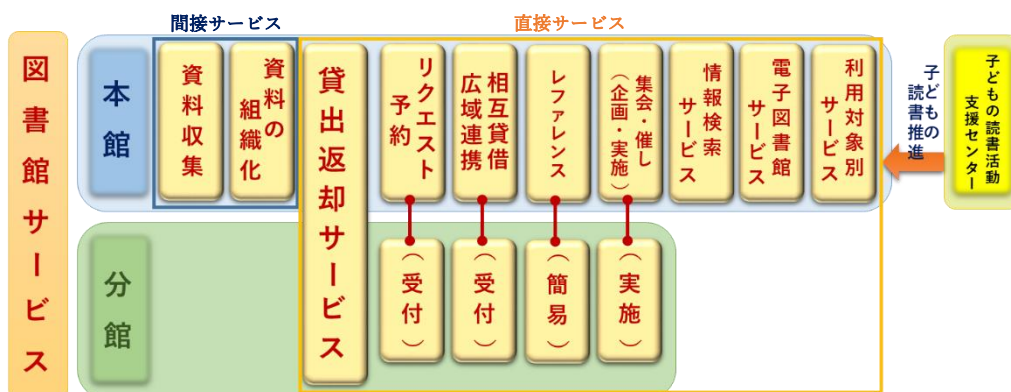 間接サービス
直接サービス
図書館サービス
本館
資料収集
資料の
組織化
貸出返却サービス
リクエスト
予約
相互貸借
広域連携
レファレンス
集会・催し
（企画・実施）
情報検索
サービス
電子図書館
サービス
利用対象別
サービス
子どもの
読書推進
子どもの読書活動
支援センター
分館
（受付）
（受付）
（簡易）
（実施）